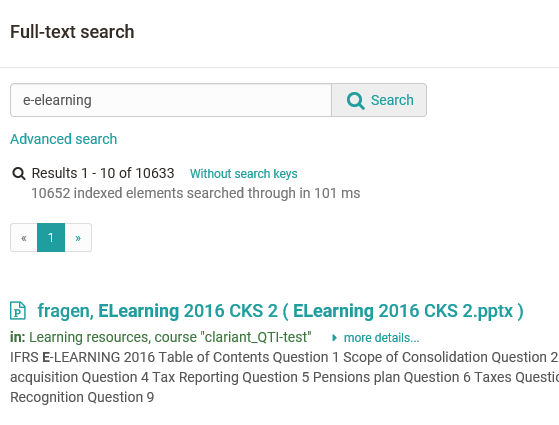 Full-text search
e-elearning Search
Advanced search
Results 1 - 10 of 10633 Without search keys
10652 indexed elements searched through in 101 ms
« 1 »
fragen, ELearning 2016 CKS 2 ( ELearning 2016 CKS 2.pptx )
in: Learning resources, course "clariant_QTI-test" more details...
IFRS E-LEARNING 2016 Table of Contents Question 1 Scope of Consolidation Question 2
acquisition Question 4 Tax Reporting Question 5 Pensions plan Question 6 Taxes
Recognition Question 9